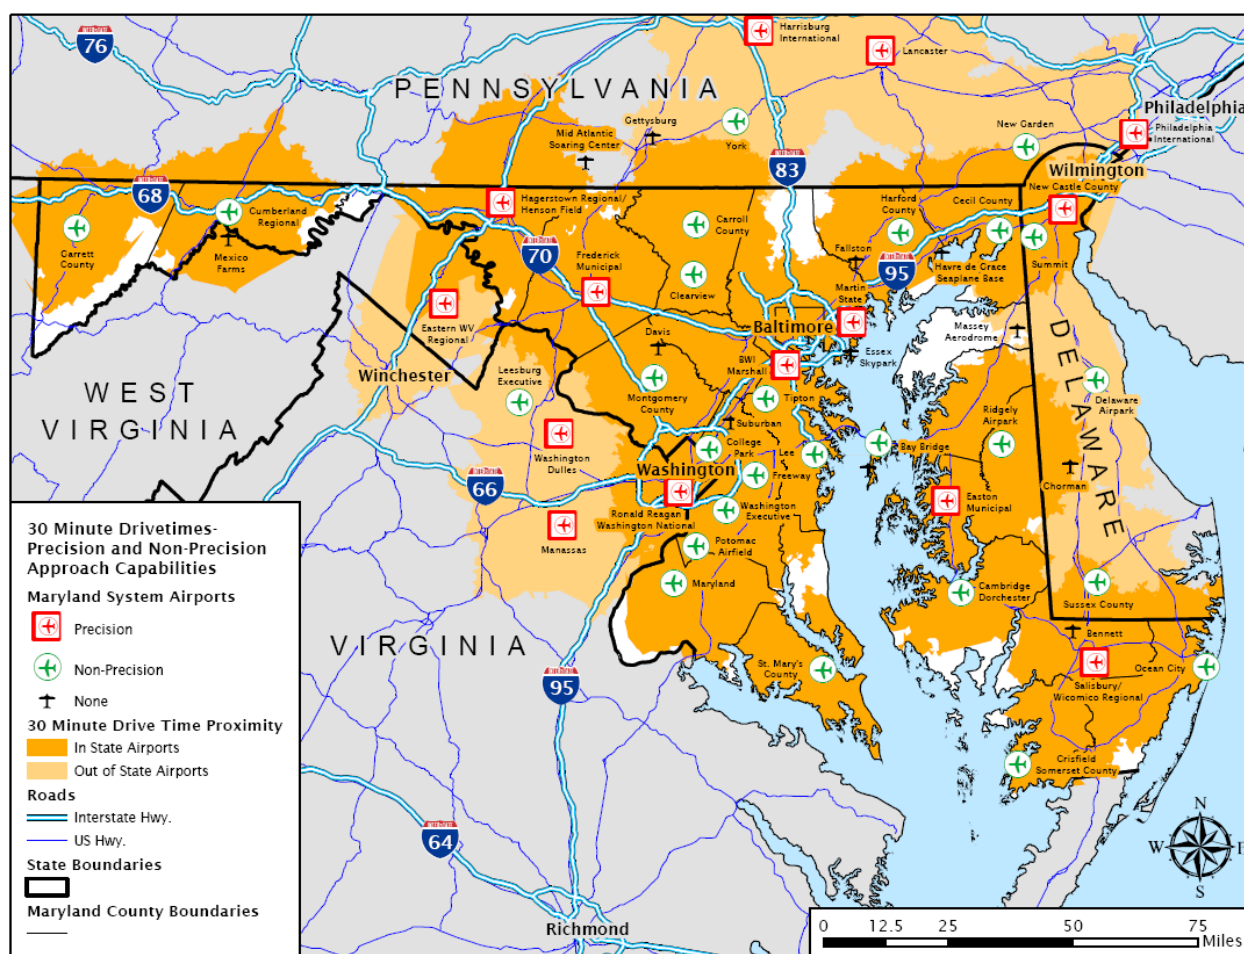 76
Harrisburg
International
Lancaster
PENNSYLVANIA
Philadelphia
Philadelphia
International
Gettysburg
Mid Atlantic
Soaring Center
York
New Garden
83
Wilmington
New Castle County
68
Hagerstown Regional/
Henson Field
Cumberland
Regional
Garrett
County
Mexico
Farms
Carroll
County
Harford
County
Cecil County
70
Frederick
Municipal
Fallston
95
Havre de Grace
Seaplane Base
Summit
Clearview
Martin
State
Eastern WV
Regional
Davis
Baltimore
Massey
Aerodrome
Essex
Skypark
BWI
Marshall
DELAWARE
WEST
VIRGINIA
Winchester
Leesburg
Executive
Montgomery
County
Tipton
Delaware
Airpark
Ridgely
Airpark
Suburban
College
Park
Lee
Bay Bridge
Washington
Dulles
Washington
Freeway
Chorman
66
Easton
Municipal
Ronald Reagan
Washington National
Washington
Executive
Manassas
Potomac
Airfield
Maryland
Cambridge
Dorchester
Sussex County
VIRGINIA
Bennett
St. Mary's
County
Ocean City
Salisbury/
Wicomico Regional
95
Crisfield
Somerset County
64
Richmond
30 Minute Drivetimes-
Precision and Non-Precision
Approach Capabilities
Maryland System Airports
Precision
Non-Precision
None
30 Minute Drive Time Proximity
In State Airports
Out of State Airports
Roads
Interstate Hwy.
US Hwy.
State Boundaries
Maryland County Boundaries
N
W E
S
0 12.5 25 50 75
Miles